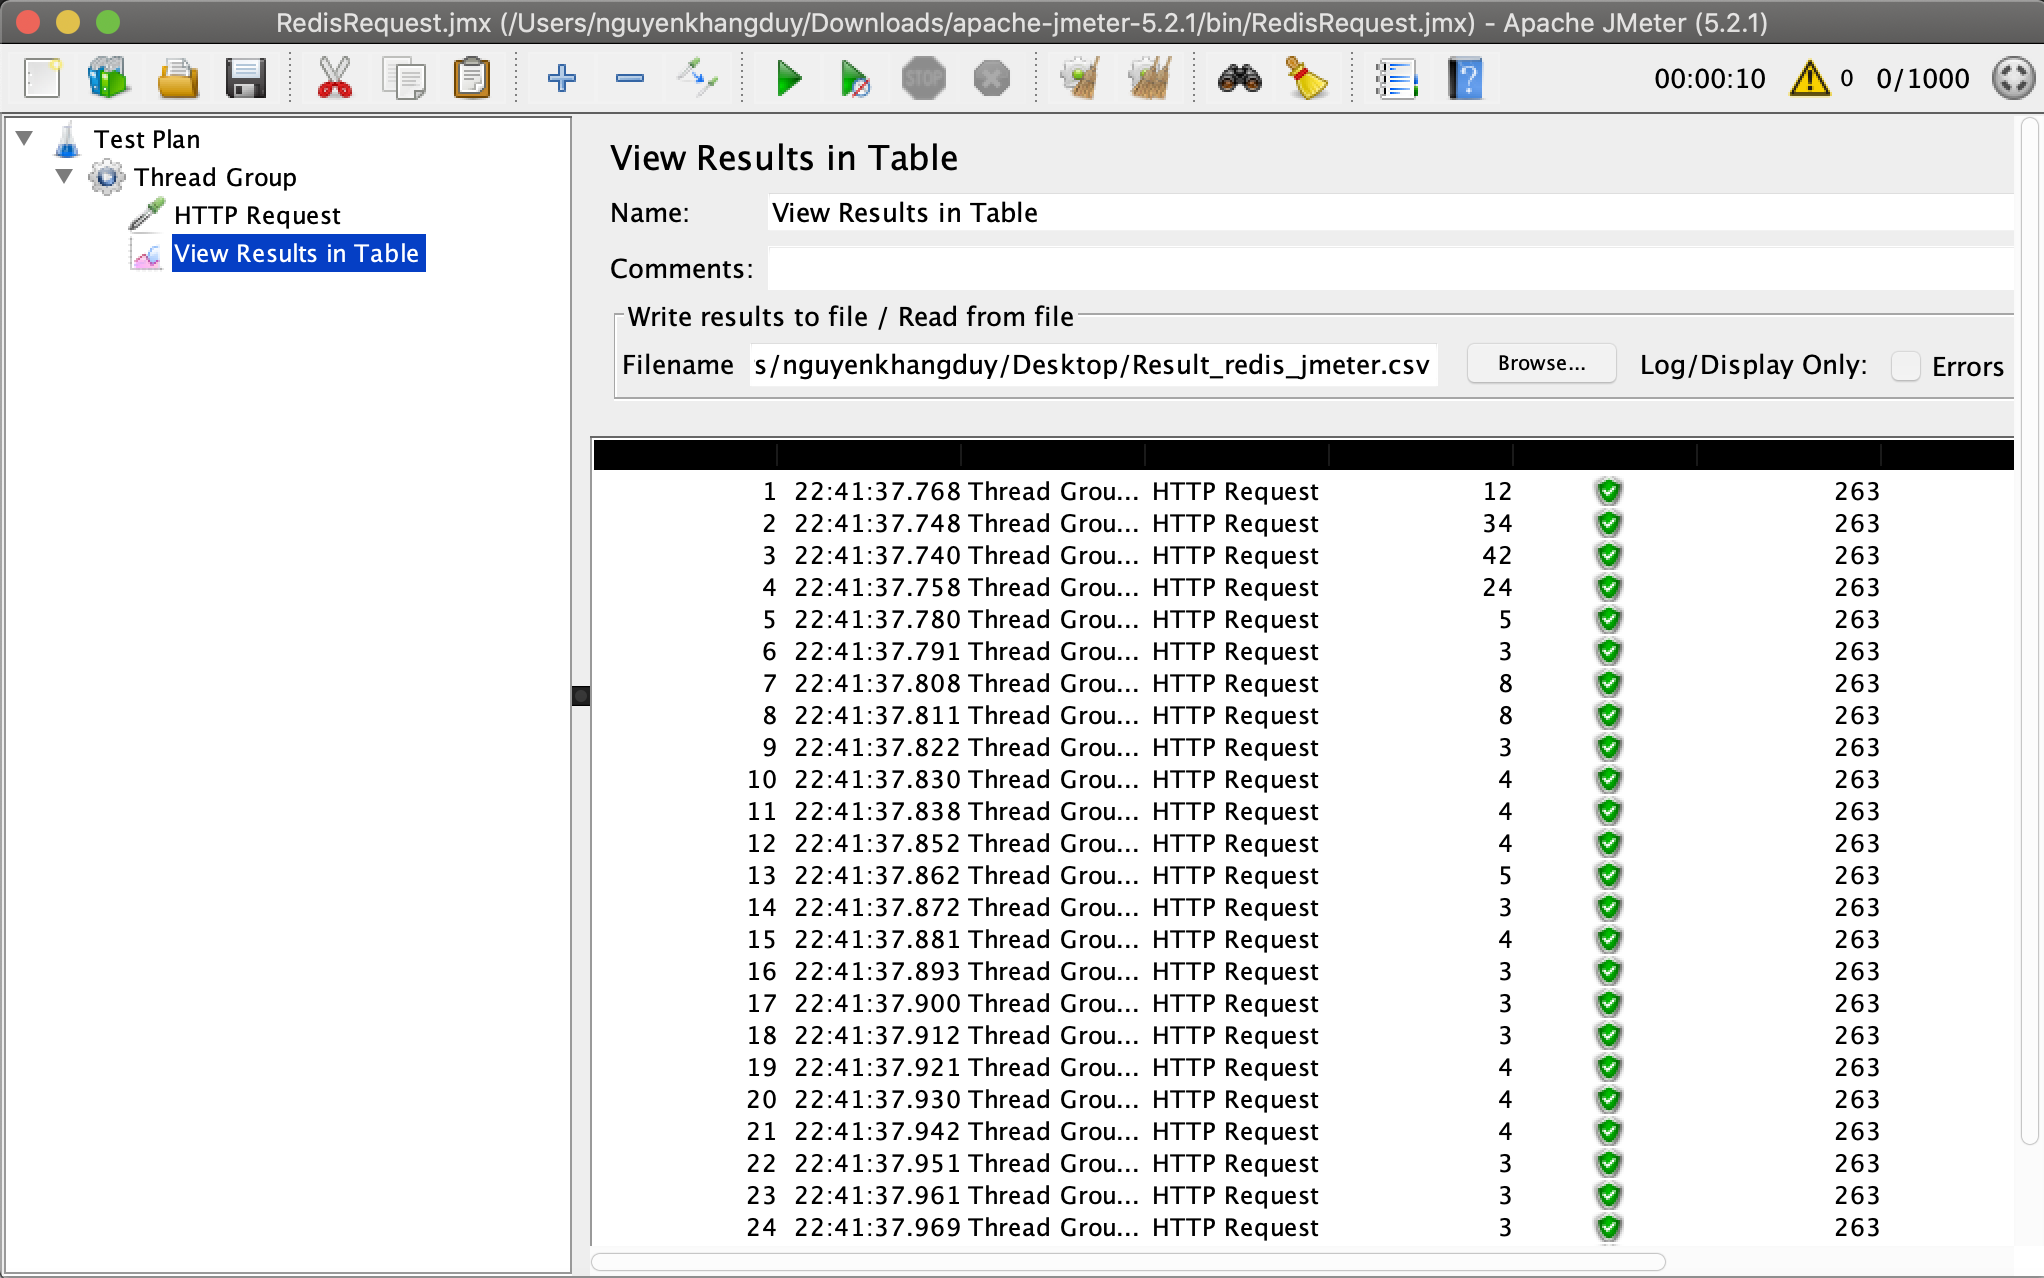 RedisRequest.jmx (/Users/nguyenkhangduy/Downloads/apache-jmeter-5.2.1/bin/RedisRequest.jmx) - Apache JMeter (5.2.1)
STOP
?
00:00:10 ! 0 0/1000
Test Plan
Thread Group
HTTP Request
View Results in Table
View Results in Table
Name: View Results in Table
Comments:
Write results to file / Read from file
Filename s/nguyenkhangduy/Desktop/Result_redis_jmeter.csv Browse... Log/Display Only: Errors
1 22:41:37.768 Thread Grou... HTTP Request 12 263
2 22:41:37.748 Thread Grou... HTTP Request 34 263
3 22:41:37.740 Thread Grou... HTTP Request 42 263
4 22:41:37.758 Thread Grou... HTTP Request 24 263
5 22:41:37.780 Thread Grou... HTTP Request 5 263
6 22:41:37.791 Thread Grou... HTTP Request 3 263
7 22:41:37.808 Thread Grou... HTTP Request 8 263
8 22:41:37.811 Thread Grou... HTTP Request 8 263
9 22:41:37.822 Thread Grou... HTTP Request 3 263
10 22:41:37.830 Thread Grou... HTTP Request 4 263
11 22:41:37.838 Thread Grou... HTTP Request 4 263
12 22:41:37.852 Thread Grou... HTTP Request 4 263
13 22:41:37.862 Thread Grou... HTTP Request 5 263
14 22:41:37.872 Thread Grou... HTTP Request 3 263
15 22:41:37.881 Thread Grou... HTTP Request 4 263
16 22:41:37.893 Thread Grou... HTTP Request 3 263
17 22:41:37.900 Thread Grou... HTTP Request 3 263
18 22:41:37.912 Thread Grou... HTTP Request 3 263
19 22:41:37.921 Thread Grou... HTTP Request 4 263
20 22:41:37.930 Thread Grou... HTTP Request 4 263
21 22:41:37.942 Thread Grou... HTTP Request 4 263
22 22:41:37.951 Thread Grou... HTTP Request 3 263
23 22:41:37.961 Thread Grou... HTTP Request 3 263
24 22:41:37.969 Thread Grou... HTTP Request 3 263